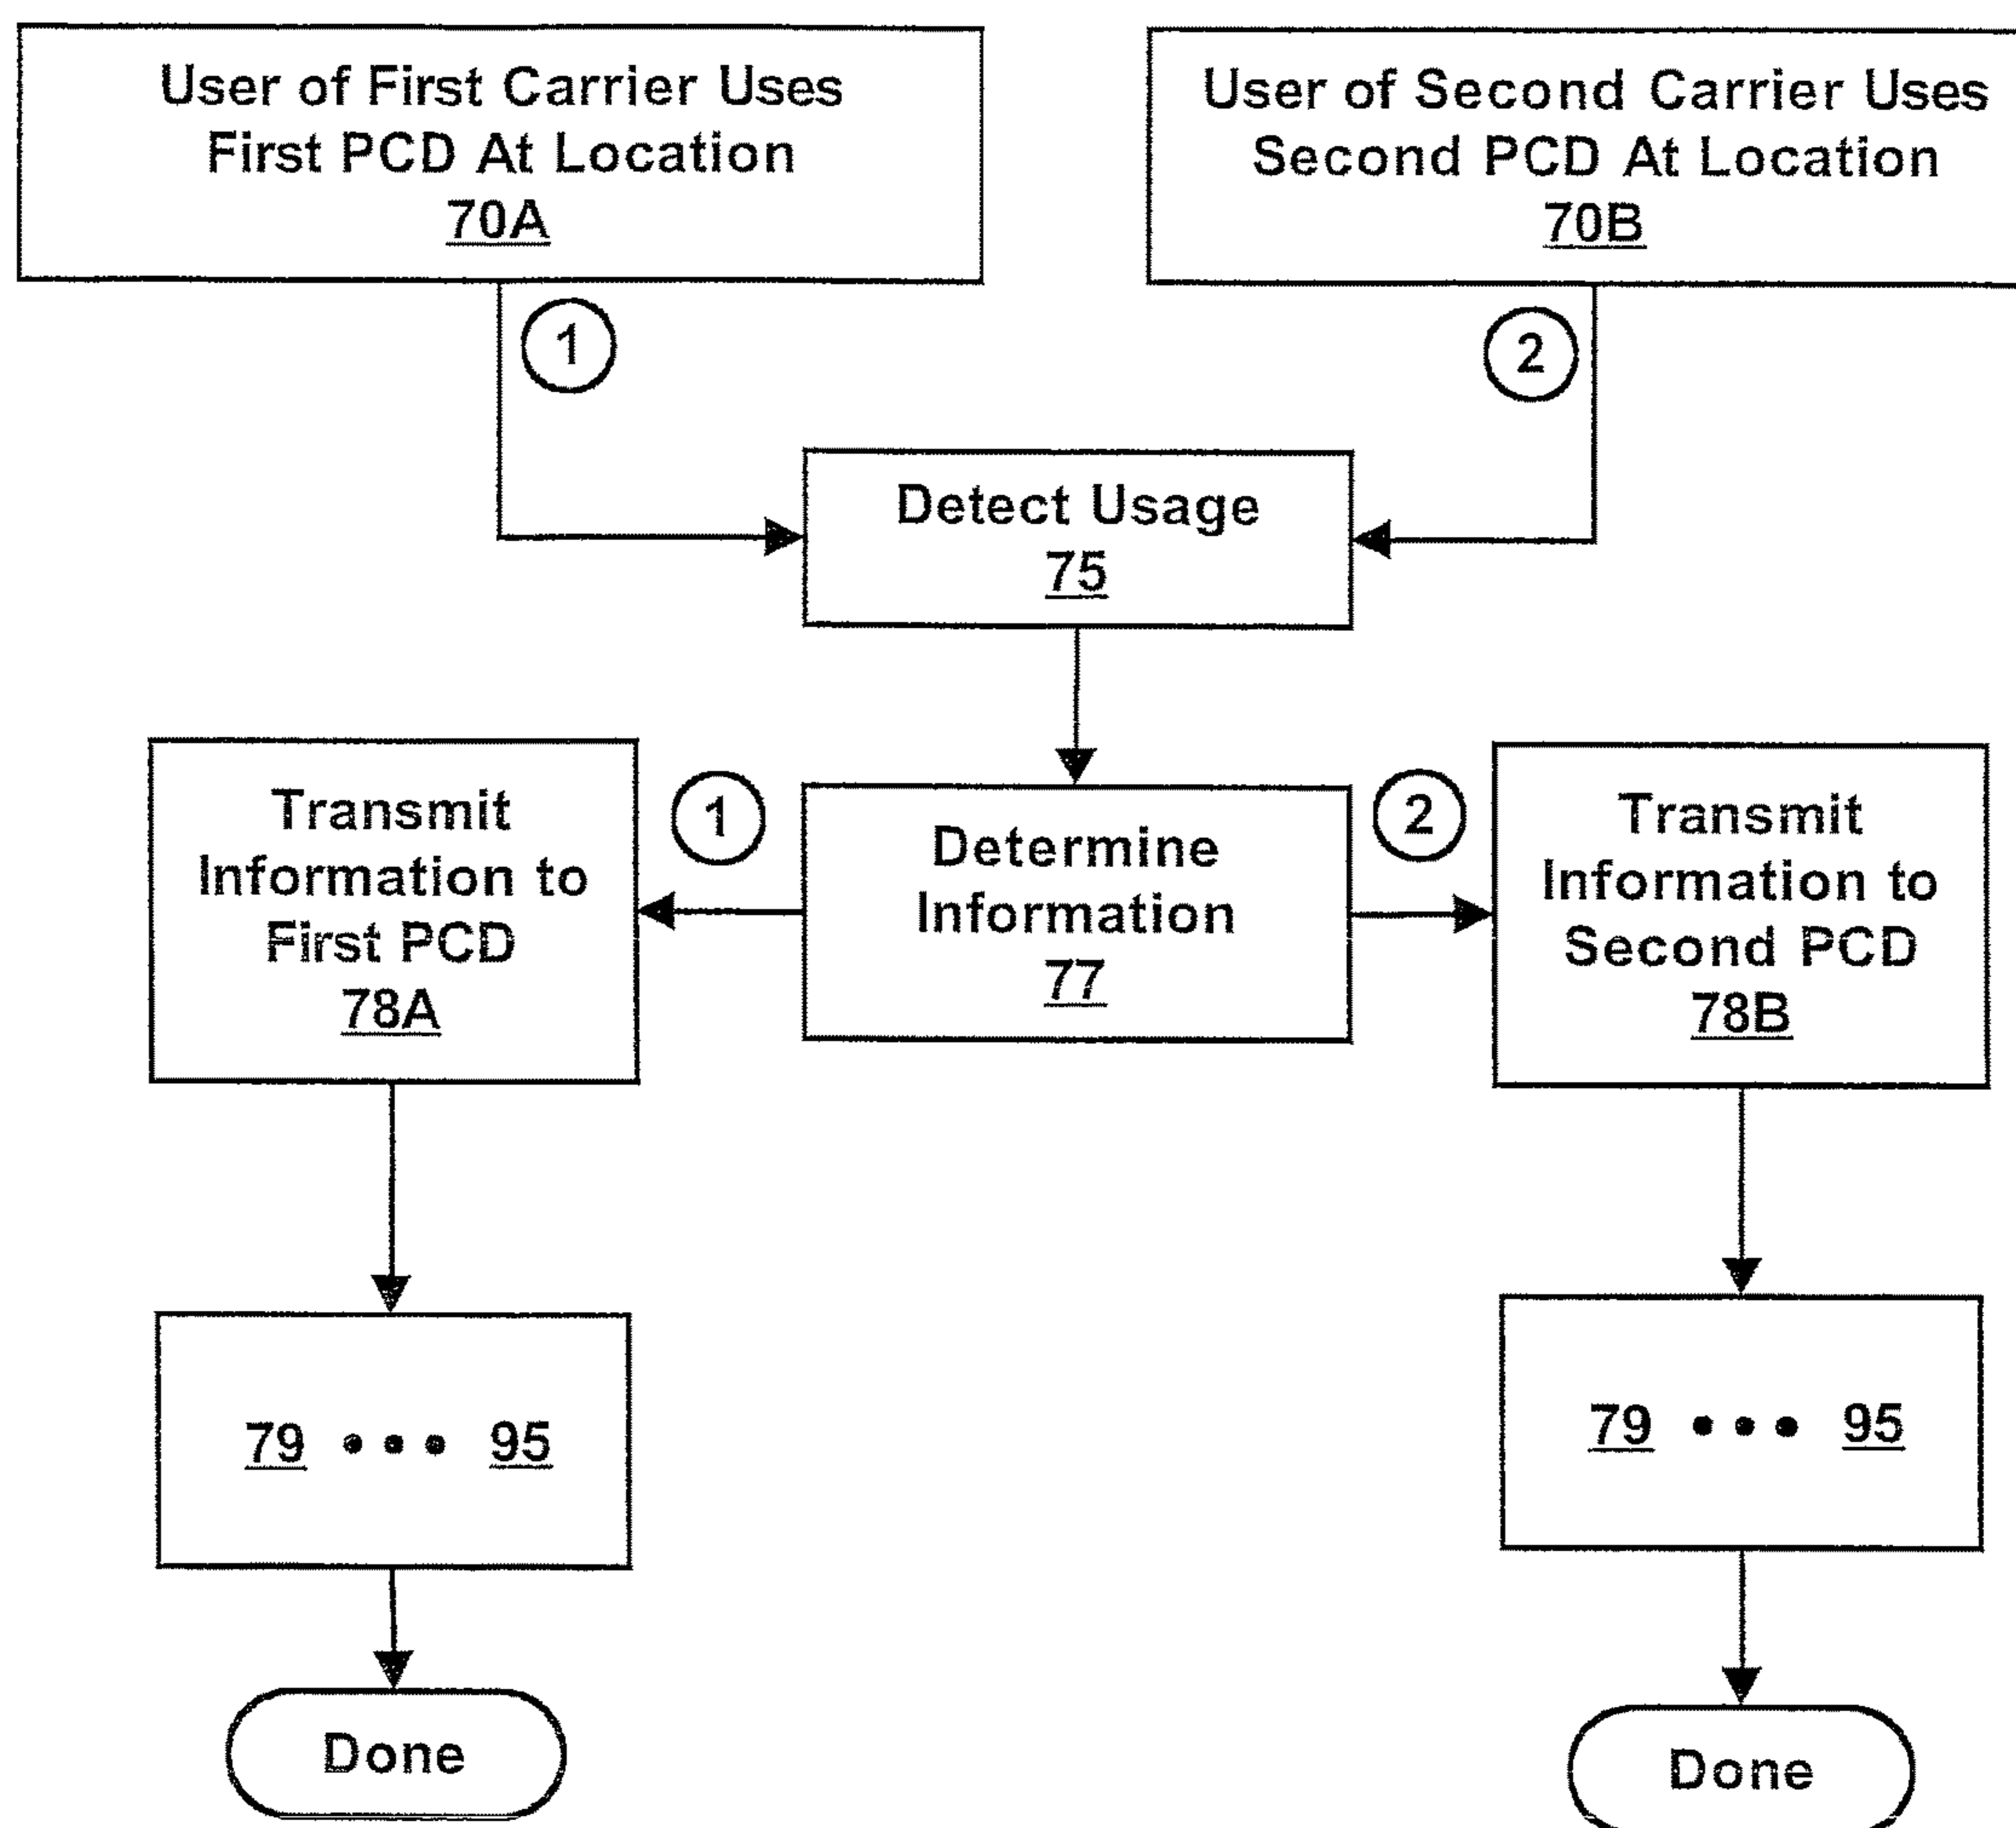 User of First Carrier Uses
First PCD At Location
70A
User of Second Carrier Uses
Second PCD At Location
70B
1
2
Detect Usage
75
Transmit
Information to
First PCD
78A
1
Determine
Information
77
2
Transmit
Information to
Second PCD
78B
79 • • • 95
79 • • • 95
Done
Done